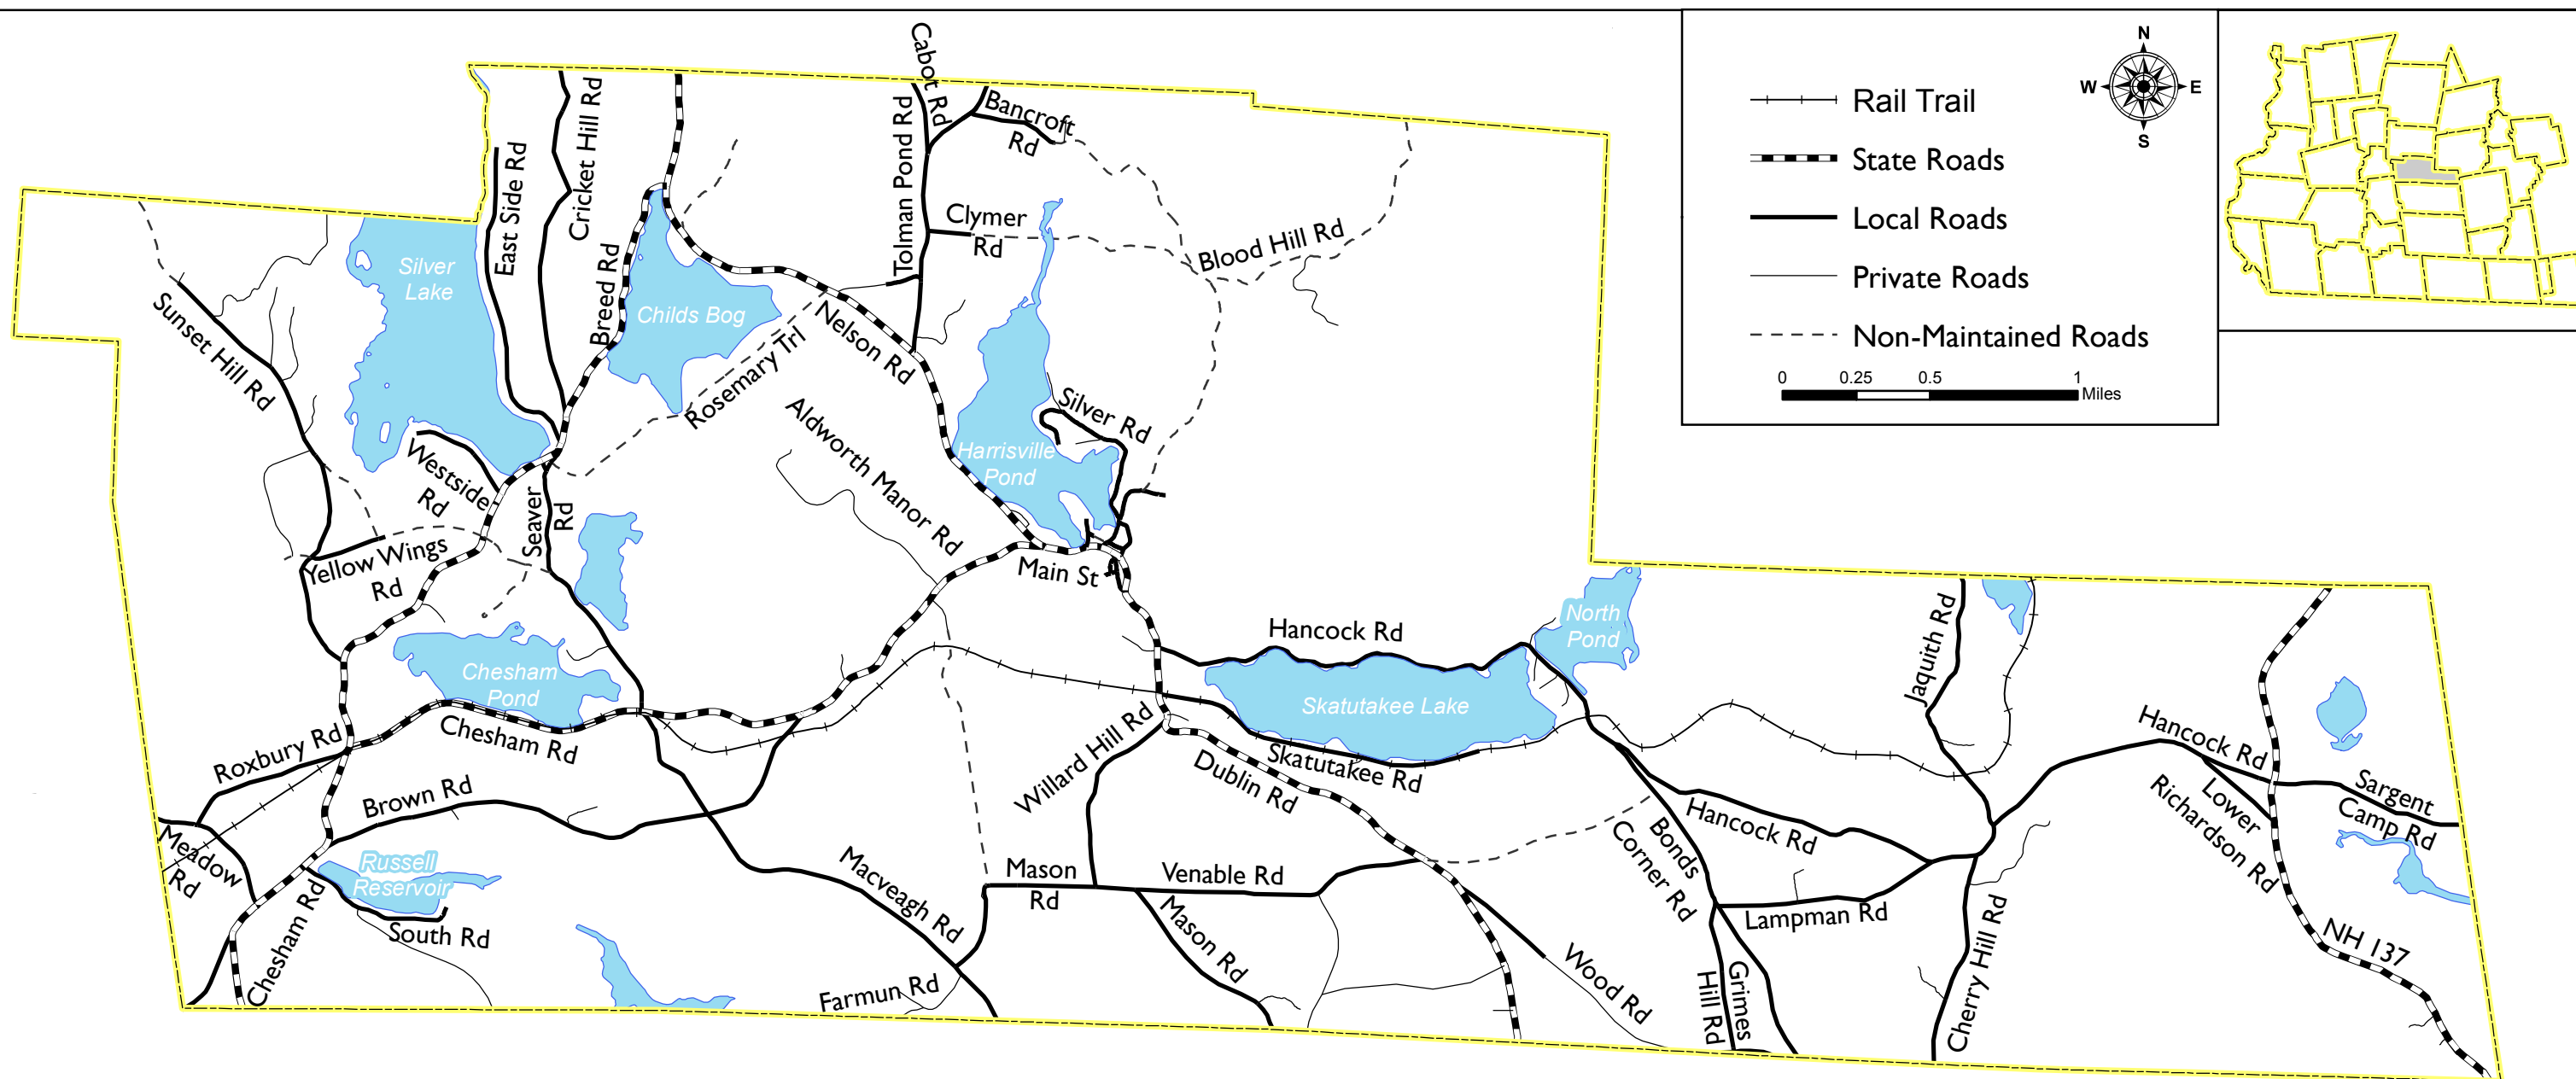 Cabot Rd
Bancroft
Rd
Tolman Pond Rd
Clymer
Rd
Blood Hill Rd
Cricket Hill Rd
East Side Rd
Breed Rd
Silver
Lake
Childs Bog
Sunset Hill Rd
Nelson Rd
Rosemary Trl
Aldworth Manor Rd
Silver Rd
Harrisville
Pond
Westside
Rd
Seaver
Rd
Yellow Wings
Rd
Main St
Hancock Rd
North
Pond
Jaquith Rd
Chesham
Pond
Skatutakee Lake
Roxbury Rd
Chesham Rd
Willard Hill Rd
Skatutakee Rd
Dublin Rd
Hancock Rd
Lower
Richardson Rd
Sargent
Camp Rd
Brown Rd
Hancock Rd
Bonds
Corner Rd
Meadow
Rd
Russell
Reservoir
Macveagh Rd
Mason
Rd
Venable Rd
Lampman Rd
Chesham Rd
South Rd
Mason Rd
NH 137
Farmun Rd
Wood Rd
Grimes
Hill Rd
Cherry Hill Rd
N
W
E
S
Rail Trail
State Roads
Local Roads
Private Roads
Non-Maintained Roads
0 0.25 0.5 1
Miles